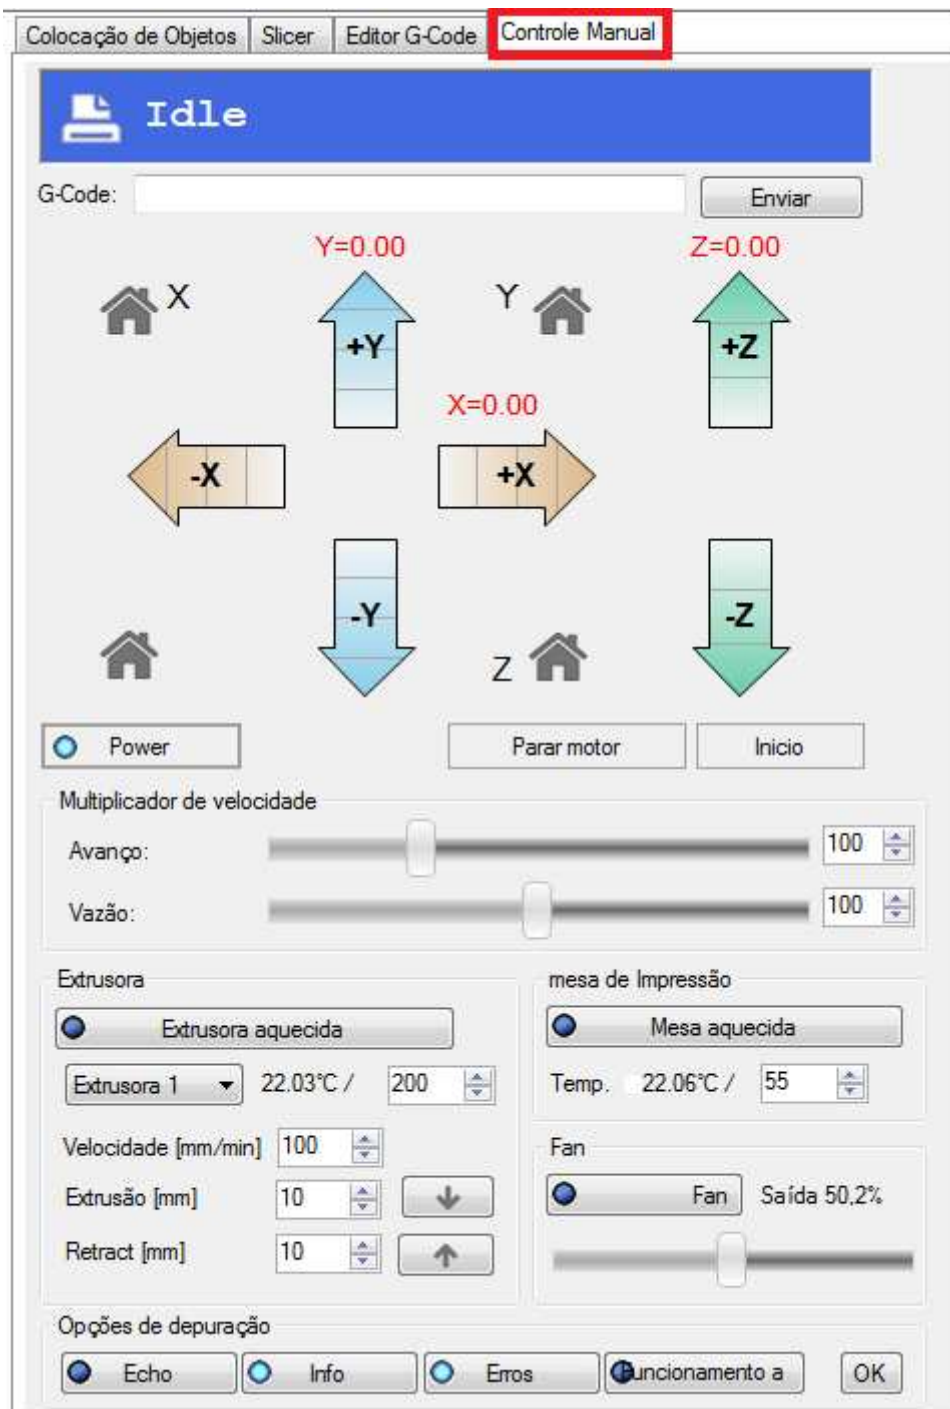 Colocação de Objetos Slicer Editor G-Code Controle Manual
Idle
G-Code: Enviar
Y=0.00 Z=0.00
X Y
+Y +Z
X=0.00
-X +X
-Y -Z
Z
Power Parar motor Inicio
Multiplicador de velocidade
Avanço: 100
Vazão: 100
Extrusora mesa de Impressão
Extrusora aquecida Mesa aquecida
Extrusora 1 22.03°C / 200 Temp. 22.06°C / 55
Velocidade [mm/min] 100 Fan
Extrusão [mm] 10 Fan Saída 50,2%
Retract [mm] 10
Opções de depuração
Echo Info Erros Funcionamento a OK